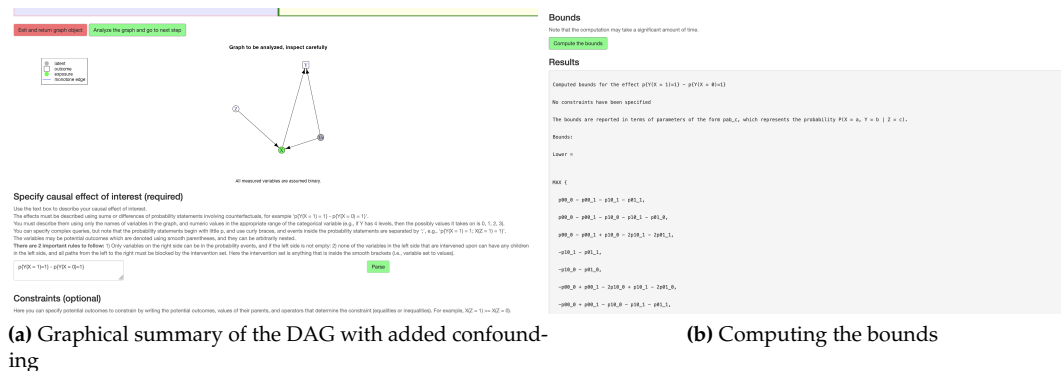 Exit and return graph object Analyze the graph and go to next step
Graph to be analyzed, inspect carefully
latent
outcome
exposure
monotone edge
Y
Z
X
All measured variables are assumed binary.
Specify causal effect of interest (required)
Use the text box to describe your causal effect of interest.
The effects must be described using sums or differences of probability statements involving counterfactuals, for example 'p{Y(X = 1) = 1} - p{Y(X = 0) = 1}'.
You must describe them using only the names of variables in the graph, and numeric values in the appropriate range of the categorical variable (e.g., if Y has 4 levels, then the possibly values it takes on is 0, 1, 2, 3).
You can specify complex queries, but note that the probability statements begin with little p, and use curly braces, and events inside the probability statements are separated by ';', e.g., 'p{Y(X = 1) = 1; X(Z = 1) = 1}'.
The variables may be potential outcomes which are denoted using smooth parentheses, and they can be arbitrarily nested.
There are 2 important rules to follow: 1) Only variables on the right side can be in the probability events, and if the left side is not empty; 2) none of the variables in the left side that are intervened upon can have any children
in the left side, and all paths from the left to the right must be blocked by the intervention set. Here the intervention set is anything that is inside the smooth brackets (i.e., variable set to values).
p{Y(X = 1)=1} - p{Y(X = 0)=1}
Parse
Constraints (optional)
Here you can specify potential outcomes to constrain by writing the potential outcomes, values of their parents, and operators that determine the constraint (equalities or inequalities). For example, X(Z = 1) >= X(Z = 0).
(a) Graphical summary of the DAG with added confound-
ing
Bounds
Note that the computation may take a significant amount of time.
Compute the bounds
Results
Computed bounds for the effect p{Y(X = 1)=1} - p{Y(X = 0)=1}
No constraints have been specified
The bounds are reported in terms of parameters of the form pab_c, which represents the probability P(X = a, Y = b | Z = c).
Bounds:
Lower =
MAX {
p00_0 - p00_1 - p10_1 - p01_1,
p00_0 - p00_1 - p10_0 - p10_1 - p01_0,
p00_0 - p00_1 + p10_0 - 2p10_1 - 2p01_1,
-p10_1 - p01_1,
-p10_0 - p01_0,
-p00_0 + p00_1 - 2p10_0 + p10_1 - 2p01_0,
-p00_0 + p00_1 - p10_0 - p10_1 - p01_1,
(b) Computing the bounds